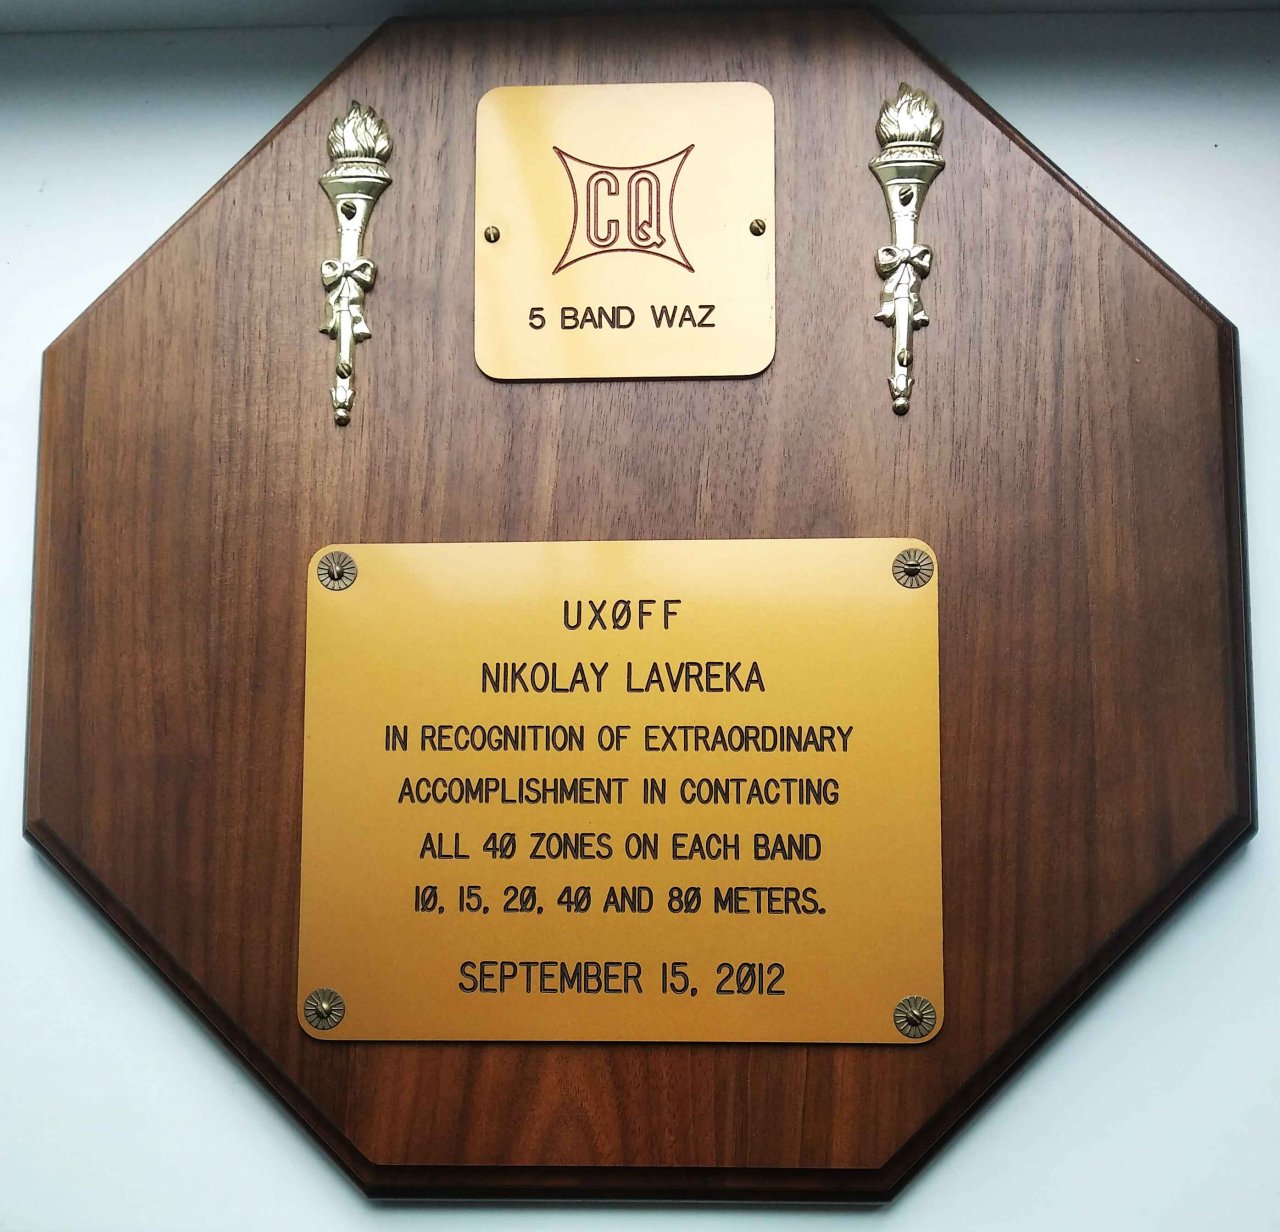 CQ
5 BAND WAZ
UXØFF
NIKOLAY LAVREKA
IN RECOGNITION OF EXTRAORDINARY
ACCOMPLISHMENT IN CONTACTING
ALL 4Ø ZONES ON EACH BAND
1Ø, 15, 2Ø, 4Ø AND 8Ø METERS.
SEPTEMBER 15, 2Ø12